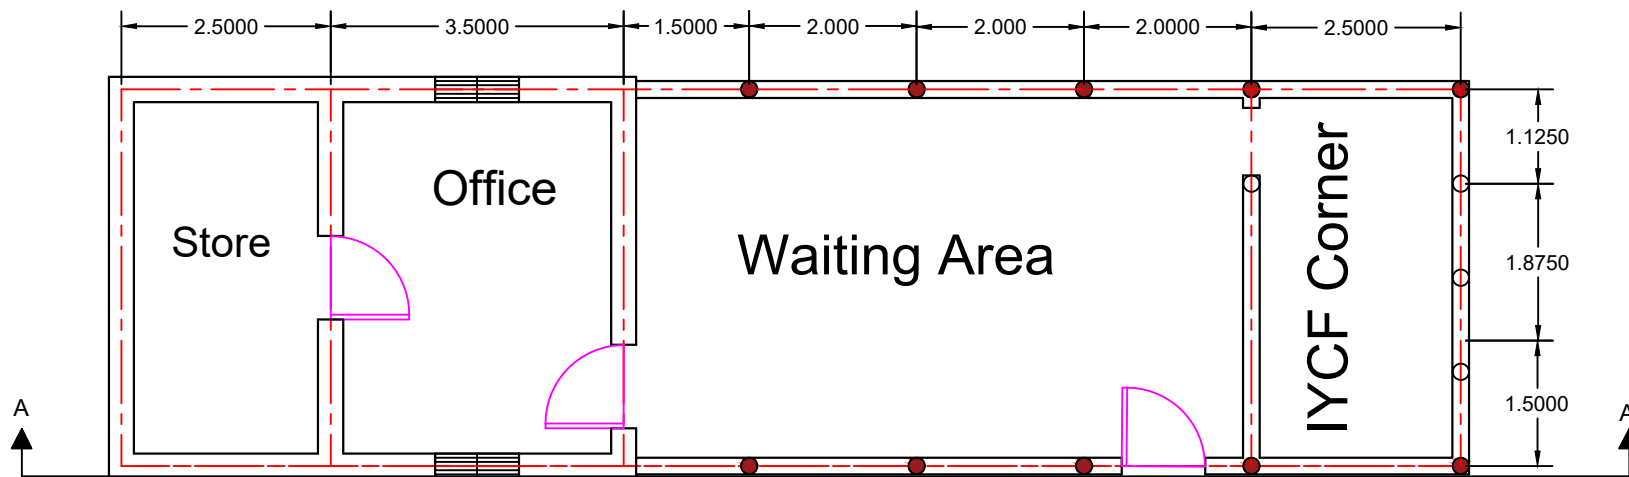 2.5000 3.5000 1.5000 2.000 2.000 2.0000 2.5000
1.1250
Office
Store
Waiting Area
IYCF Corner
1.8750
1.5000
A A